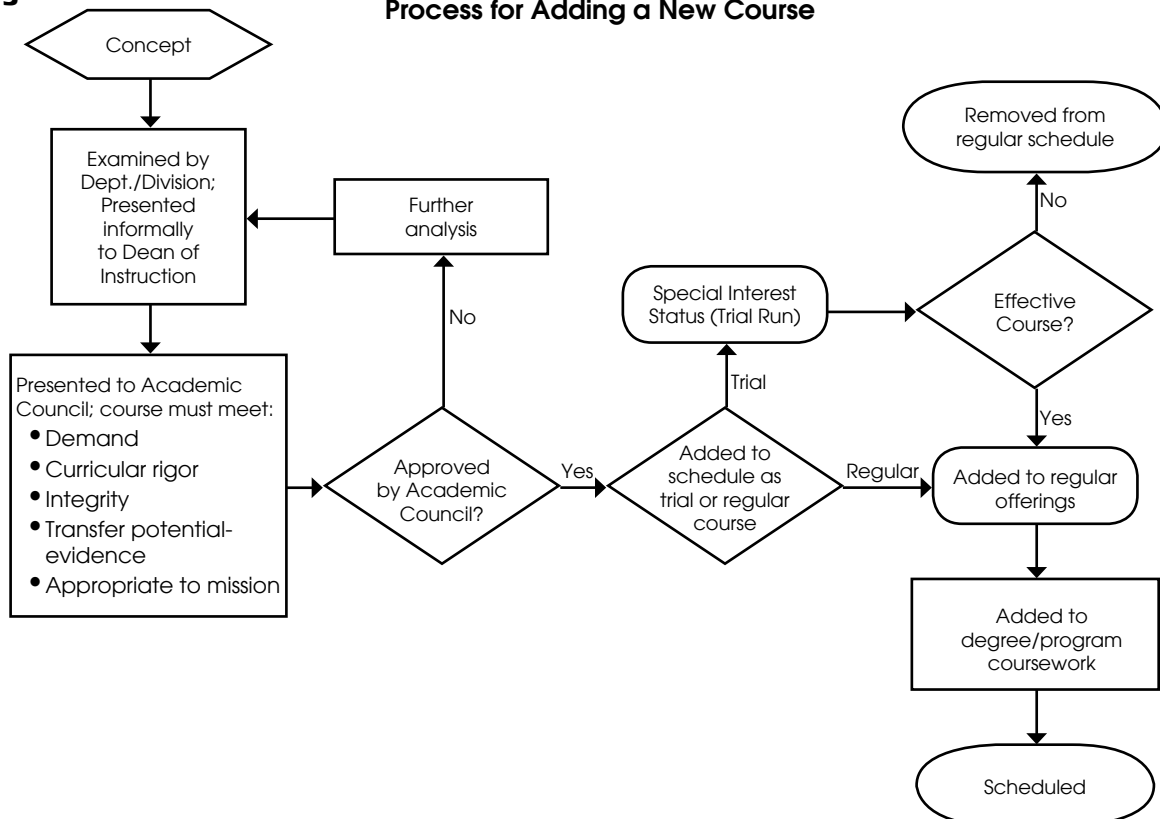 Process for Adding a New Course
Concept
Examined by
Dept./Division;
Presented
informally
to Dean of
Instruction
Further
analysis
No
Presented to Academic
Council; course must meet:
• Demand
• Curricular rigor
• Integrity
• Transfer potential-
evidence
• Appropriate to mission
Approved
by Academic
Council?
Yes
Added to
schedule as
trial or regular
course
Trial
Special Interest
Status (Trial Run)
Regular
Effective
Course?
No
Removed from
regular schedule
Yes
Added to regular
offerings
Added to
degree/program
coursework
Scheduled